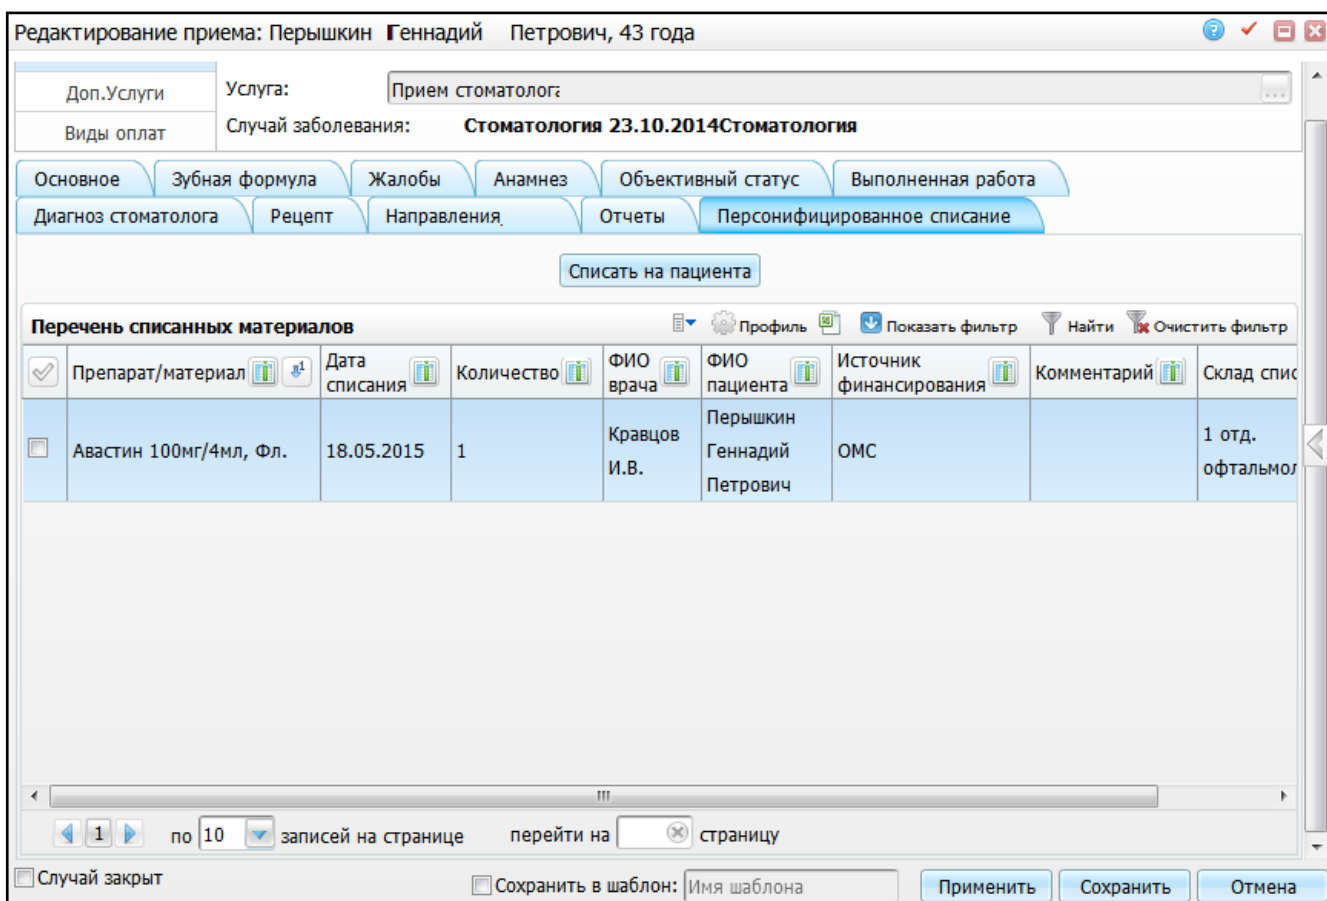 Редактирование приема: Перышкин Геннадий Петрович, 43 года
Доп.Услуги
Услуга:
Прием стоматолога
...
Виды оплат
Случай заболевания:
Стоматология 23.10.2014Стоматология
Основное Зубная формула Жалобы Анамнез Объективный статус Выполненная работа
Диагноз стоматолога Рецепт Направления Отчеты Персонифицированное списание
Списать на пациента
Перечень списанных материалов
Профиль Показать фильтр Найти Очистить фильтр
Препарат/материал
1
Дата
списания
Количество
ФИО
врача
ФИО
пациента
Источник
финансирования
Комментарий
Склад спис
Авастин 100мг/4мл, Фл.
18.05.2015
1
Кравцов
И.В.
Перышкин
Геннадий
Петрович
ОМС
1 отд.
офтальмол
1 по 10 записей на странице перейти на страницу
Случай закрыт
Сохранить в шаблон: Имя шаблона
Применить Сохранить Отмена